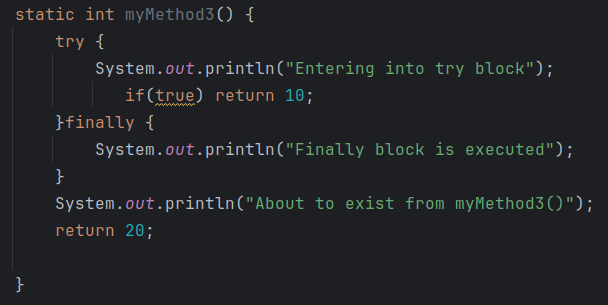 static int myMethod3() {
    try {
        System.out.println("Entering into try block");
           if(true) return 10;
    }finally {
        System.out.println("Finally block is executed");
    }
    System.out.println("About to exist from myMethod3()");
    return 20;
}